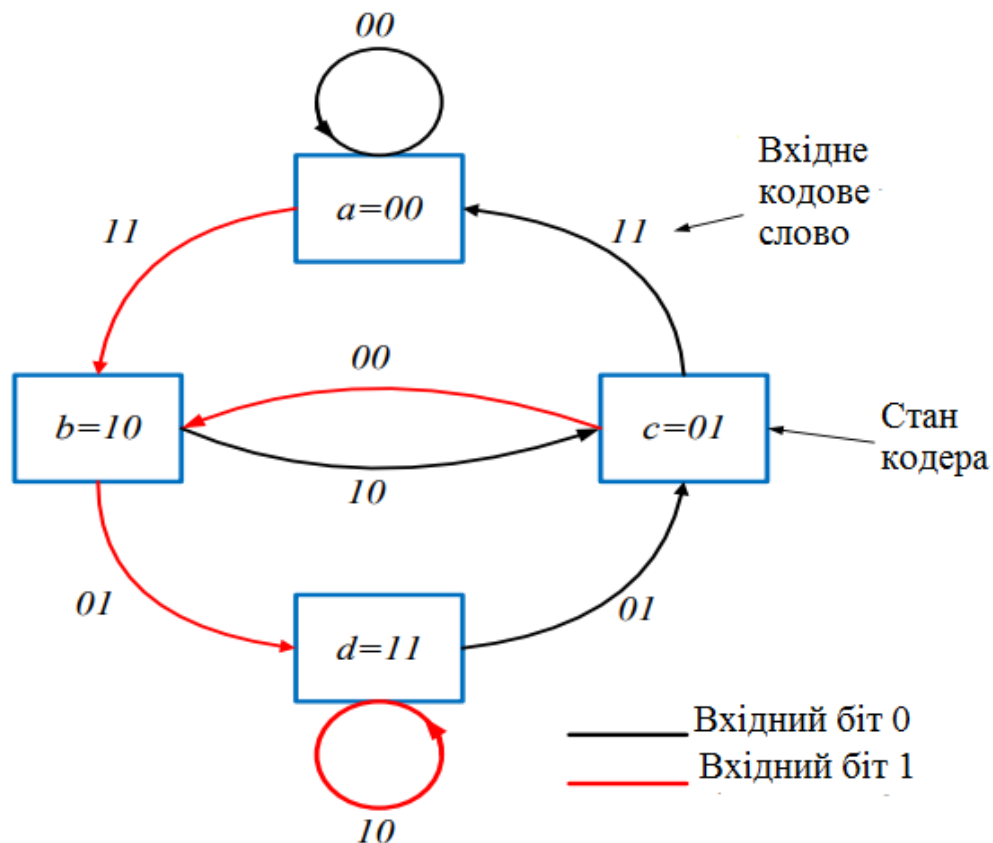 00
a=00
Вхідне
кодове
слово
11
11
00
b=10
c=01
Стан
кодера
10
01
01
d=11
Вхідний біт 0
Вхідний біт 1
10